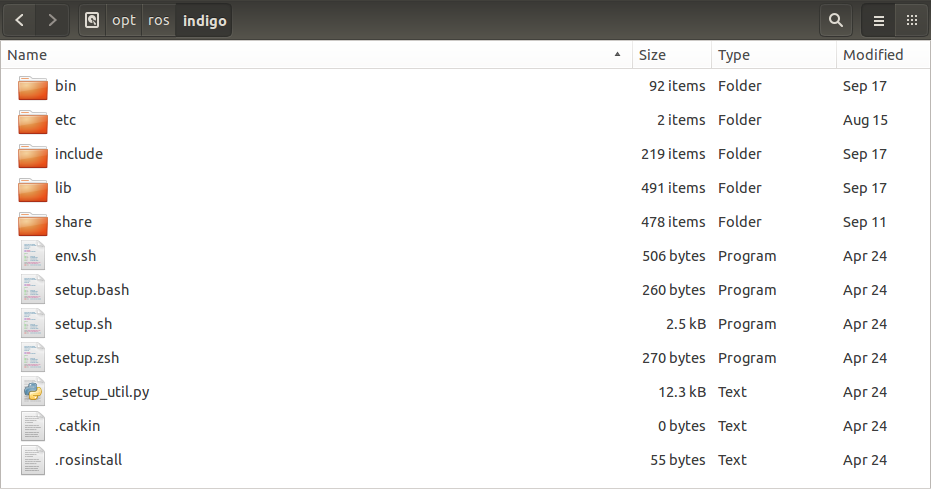 opt ros indigo
Name Size Type Modified
bin 92 items Folder Sep 17
etc 2 items Folder Aug 15
include 219 items Folder Sep 17
lib 491 items Folder Sep 17
share 478 items Folder Sep 11
env.sh 506 bytes Program Apr 24
setup.bash 260 bytes Program Apr 24
setup.sh 2.5 kB Program Apr 24
setup.zsh 270 bytes Program Apr 24
_setup_util.py 12.3 kB Text Apr 24
.catkin 0 bytes Text Apr 24
.rosinstall 55 bytes Text Apr 24